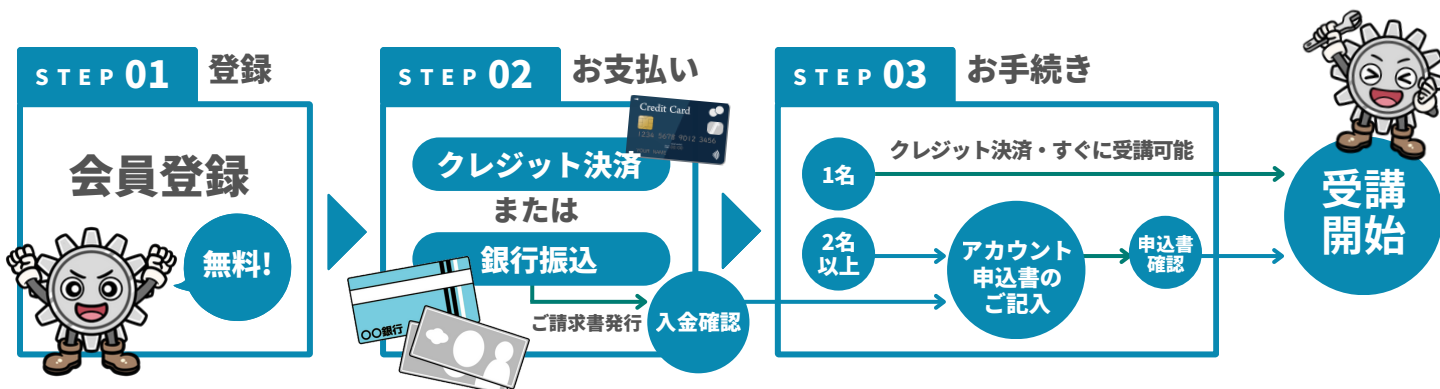 STEP 01
登録
会員登録
無料!
STEP 02
お支払い
Credit Card
1234 5678 9012 3456
クレジット決済
または
銀行振込
〇〇銀行
ご請求書発行
入金確認
STEP 03
お手続き
1名
クレジット決済・すぐに受講可能
2名
以上
アカウント
申込書の
ご記入
申込書
確認
受講
開始